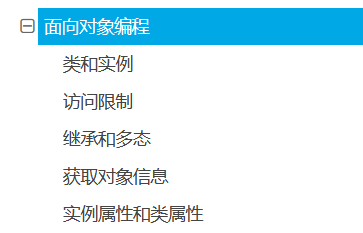 面向对象编程
类和实例
访问限制
继承和多态
获取对象信息
实例属性和类属性